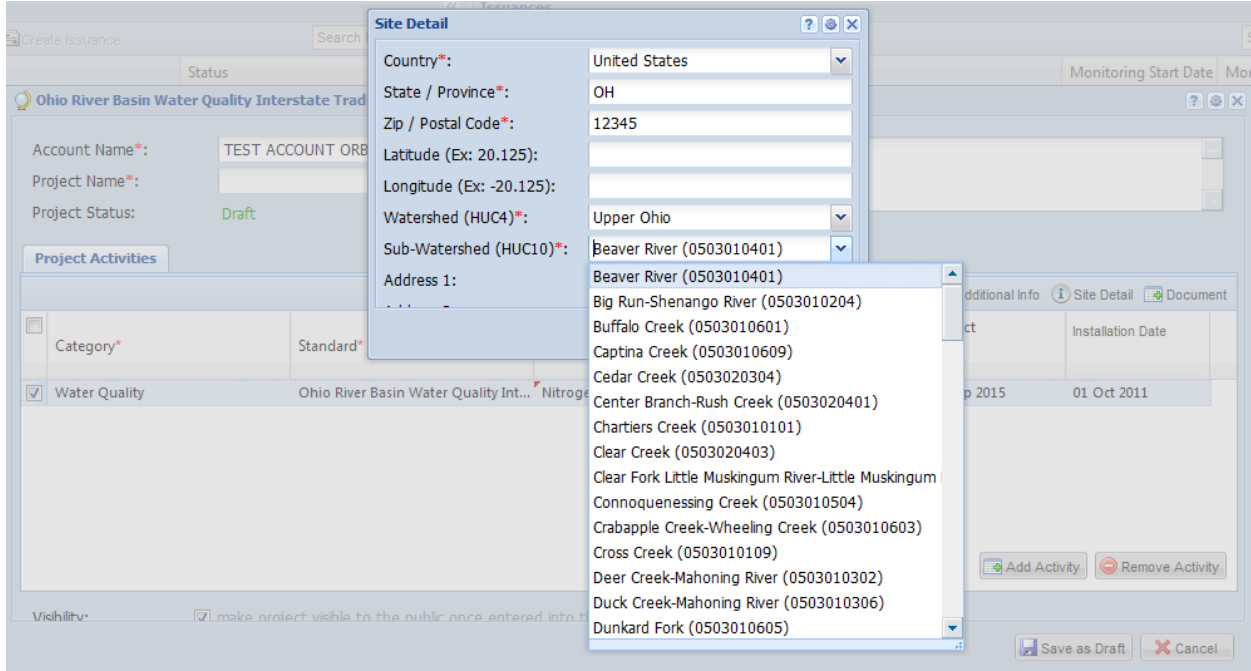 Issuances
Create Issuance
Search
Status
Monitoring Start Date
Ohio River Basin Water Quality Interstate Trad
Account Name*:
TEST ACCOUNT ORB
Project Name*:
Project Status:
Draft
Project Activities
dditional Info
Site Detail
Document
Category*
Standard*
ct
Installation Date
Water Quality
Ohio River Basin Water Quality Int...
Nitroge
p 2015
01 Oct 2011
Add Activity
Remove Activity
Visibility:
make project visible to the public once entered into th
Save as Draft
Cancel
Site Detail
Country*:
United States
State / Province*:
OH
Zip / Postal Code*:
12345
Latitude (Ex: 20.125):
Longitude (Ex: -20.125):
Watershed (HUC4)*:
Upper Ohio
Sub-Watershed (HUC10)*:
Beaver River (0503010401)
Address 1:
Beaver River (0503010401)
Big Run-Shenango River (0503010204)
Buffalo Creek (0503010601)
Captina Creek (0503010609)
Cedar Creek (0503020304)
Center Branch-Rush Creek (0503020401)
Chartiers Creek (0503010101)
Clear Creek (0503020403)
Clear Fork Little Muskingum River-Little Muskingum
Connoquenessing Creek (0503010504)
Crabapple Creek-Wheeling Creek (0503010603)
Cross Creek (0503010109)
Deer Creek-Mahoning River (0503010302)
Duck Creek-Mahoning River (0503010306)
Dunkard Fork (0503010605)